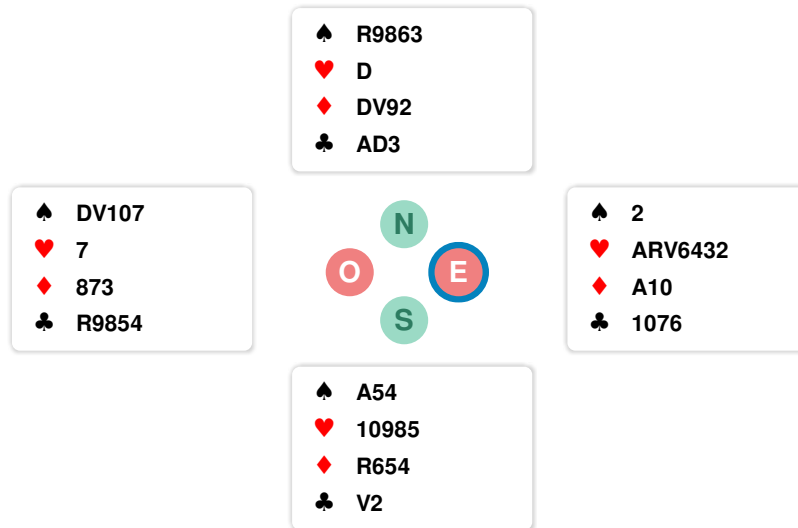 ♠ R9863
♥ D
♦ DV92
♣ AD3
♠ DV107
♥ 7
♦ 873
♣ R9854
N
O
E
S
♠ 2
♥ ARV6432
♦ A10
♣ 1076
♠ A54
♥ 10985
♦ R654
♣ V2